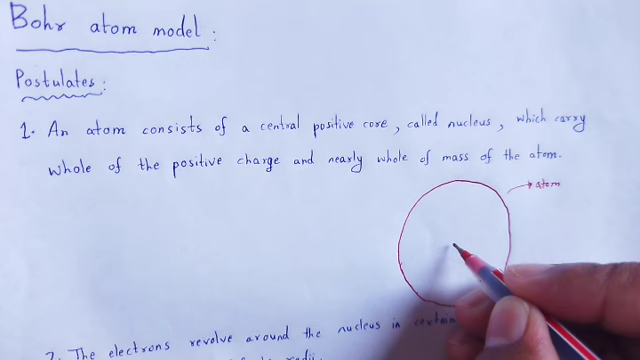 Bohr atom model :
Postulates :
1. An atom consists of a central positive core, called nucleus, which carry
whole of the positive charge and nearly whole of mass of the atom.
atom
2. The electrons revolve around the nucleus in certain
radii.